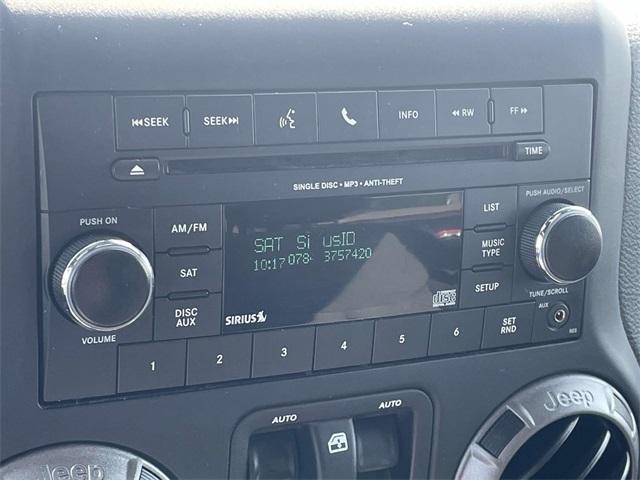 SEEK
SEEK
INFO
RW
FF
TIME
SINGLE DISC • MP3 • ANTI-THEFT
PUSH ON
VOLUME
AM/FM
SAT
DISC
AUX
SAT Si usID
10:17 078- 3757420
SIRIUS
disc
LIST
MUSIC
TYPE
SETUP
PUSH AUDIO/SELECT
TUNE/SCROLL
AUX
1
2
3
4
5
6
SET
RND
AUTO
AUTO
Jeep
Jeep